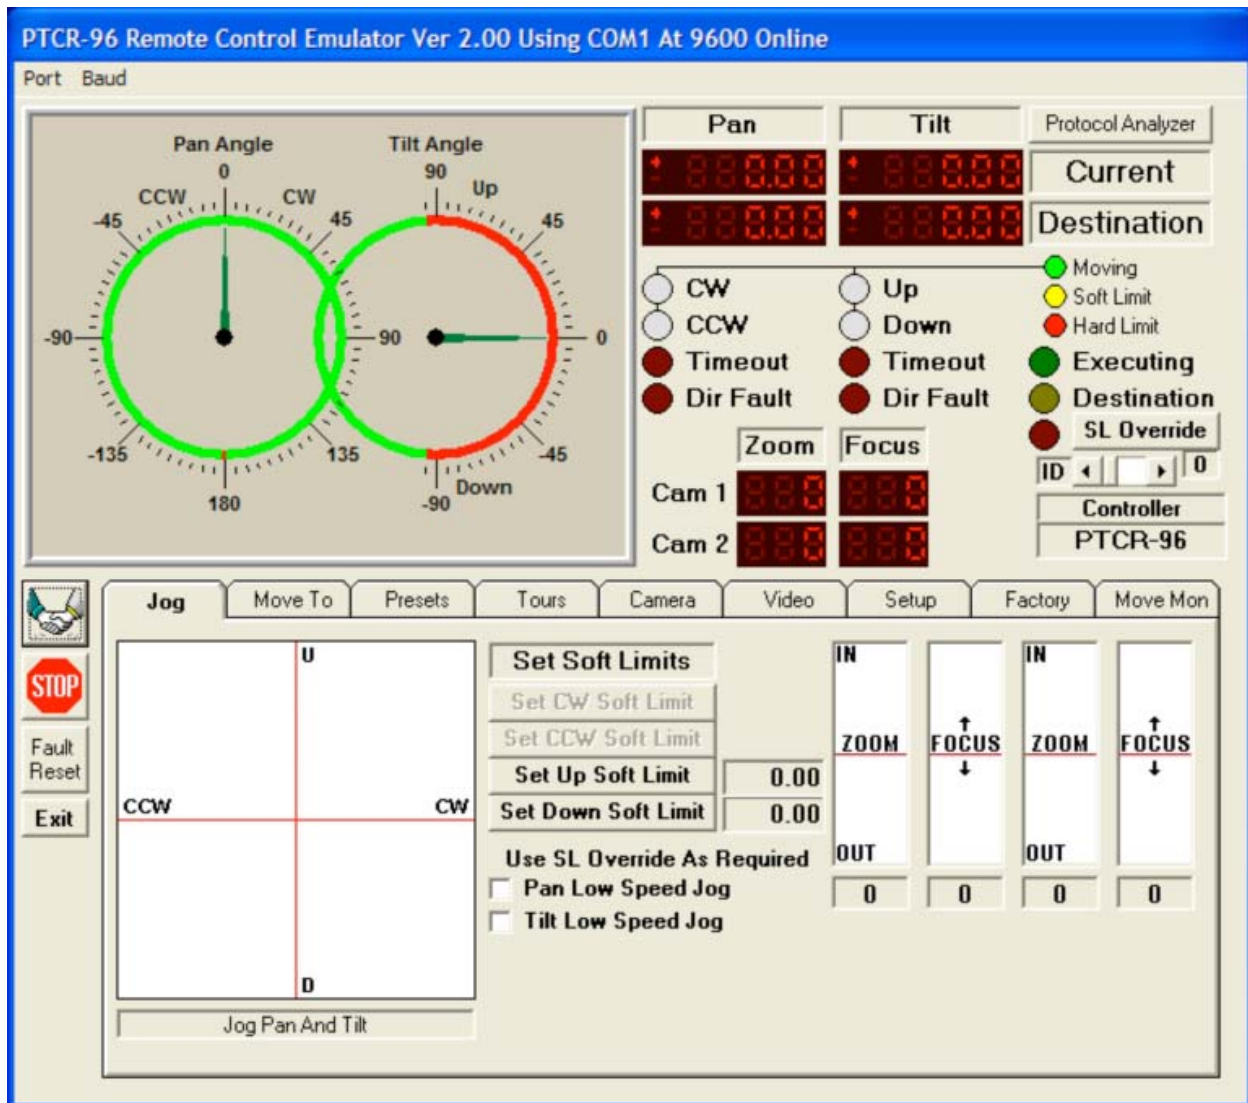 PTCR-96 Remote Control Emulator Ver 2.00 Using COM1 At 9600 Online
Port Baud
Pan Angle
0
CCW CW
-45 45
-90 90
-135 135
180
Tilt Angle
90
Up
45
0
-45
Down
-90
Pan Tilt Protocol Analyzer
+ 0.00 + 0.00 Current
+ 0.00 + 0.00 Destination
Moving
CW Up Soft Limit
CCW Down Hard Limit
Timeout Timeout Executing
Dir Fault Dir Fault Destination
SL Override
Zoom Focus
ID 0
Cam 1 0 0
Controller
Cam 2 0 0 PTCR-96
Jog Move To Presets Tours Camera Video Setup Factory Move Mon
STOP
Fault
Reset
Exit
U
CCW CW
D
Jog Pan And Tilt
Set Soft Limits
Set CW Soft Limit
Set CCW Soft Limit
Set Up Soft Limit 0.00
Set Down Soft Limit 0.00
Use SL Override As Required
Pan Low Speed Jog
Tilt Low Speed Jog
IN IN
ZOOM FOCUS ZOOM FOCUS
OUT OUT
0 0 0 0